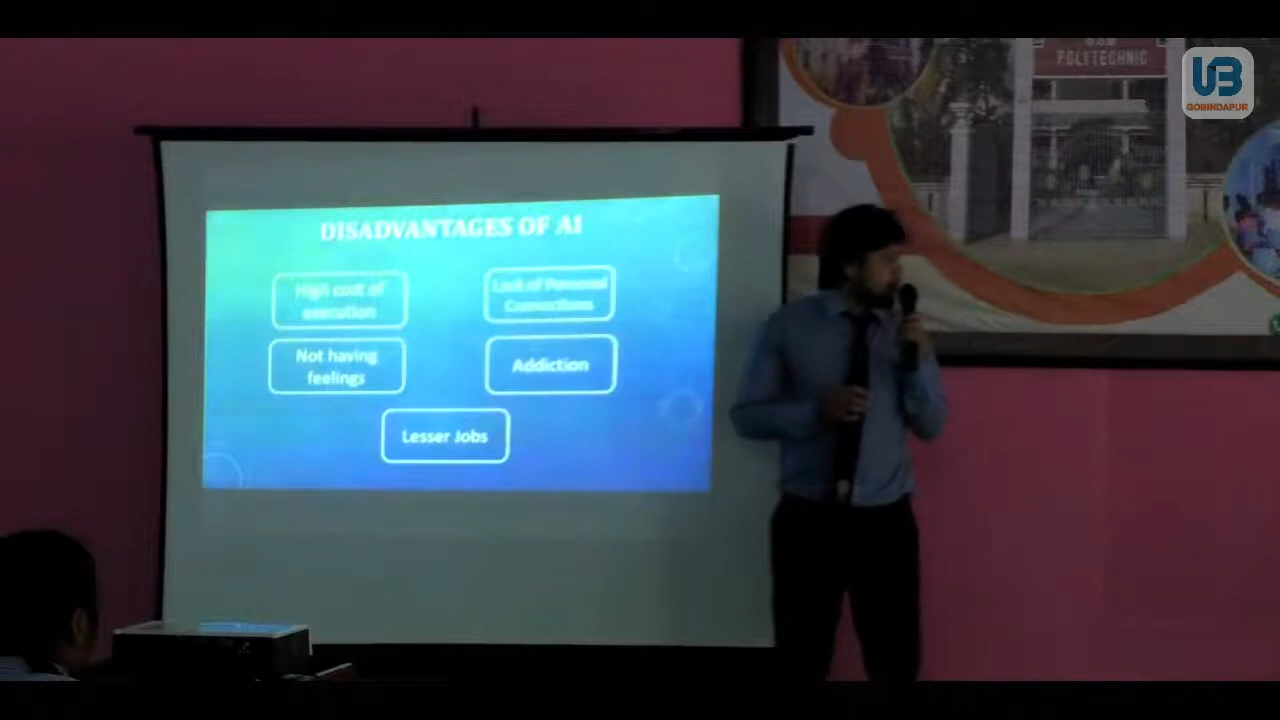 POLYTECHNIC
UB
GOBINDAPUR
DISADVANTAGES OF AI
High cost of
execution
Lack of Personal
Connections
Not having
feelings
Addiction
Lesser Jobs